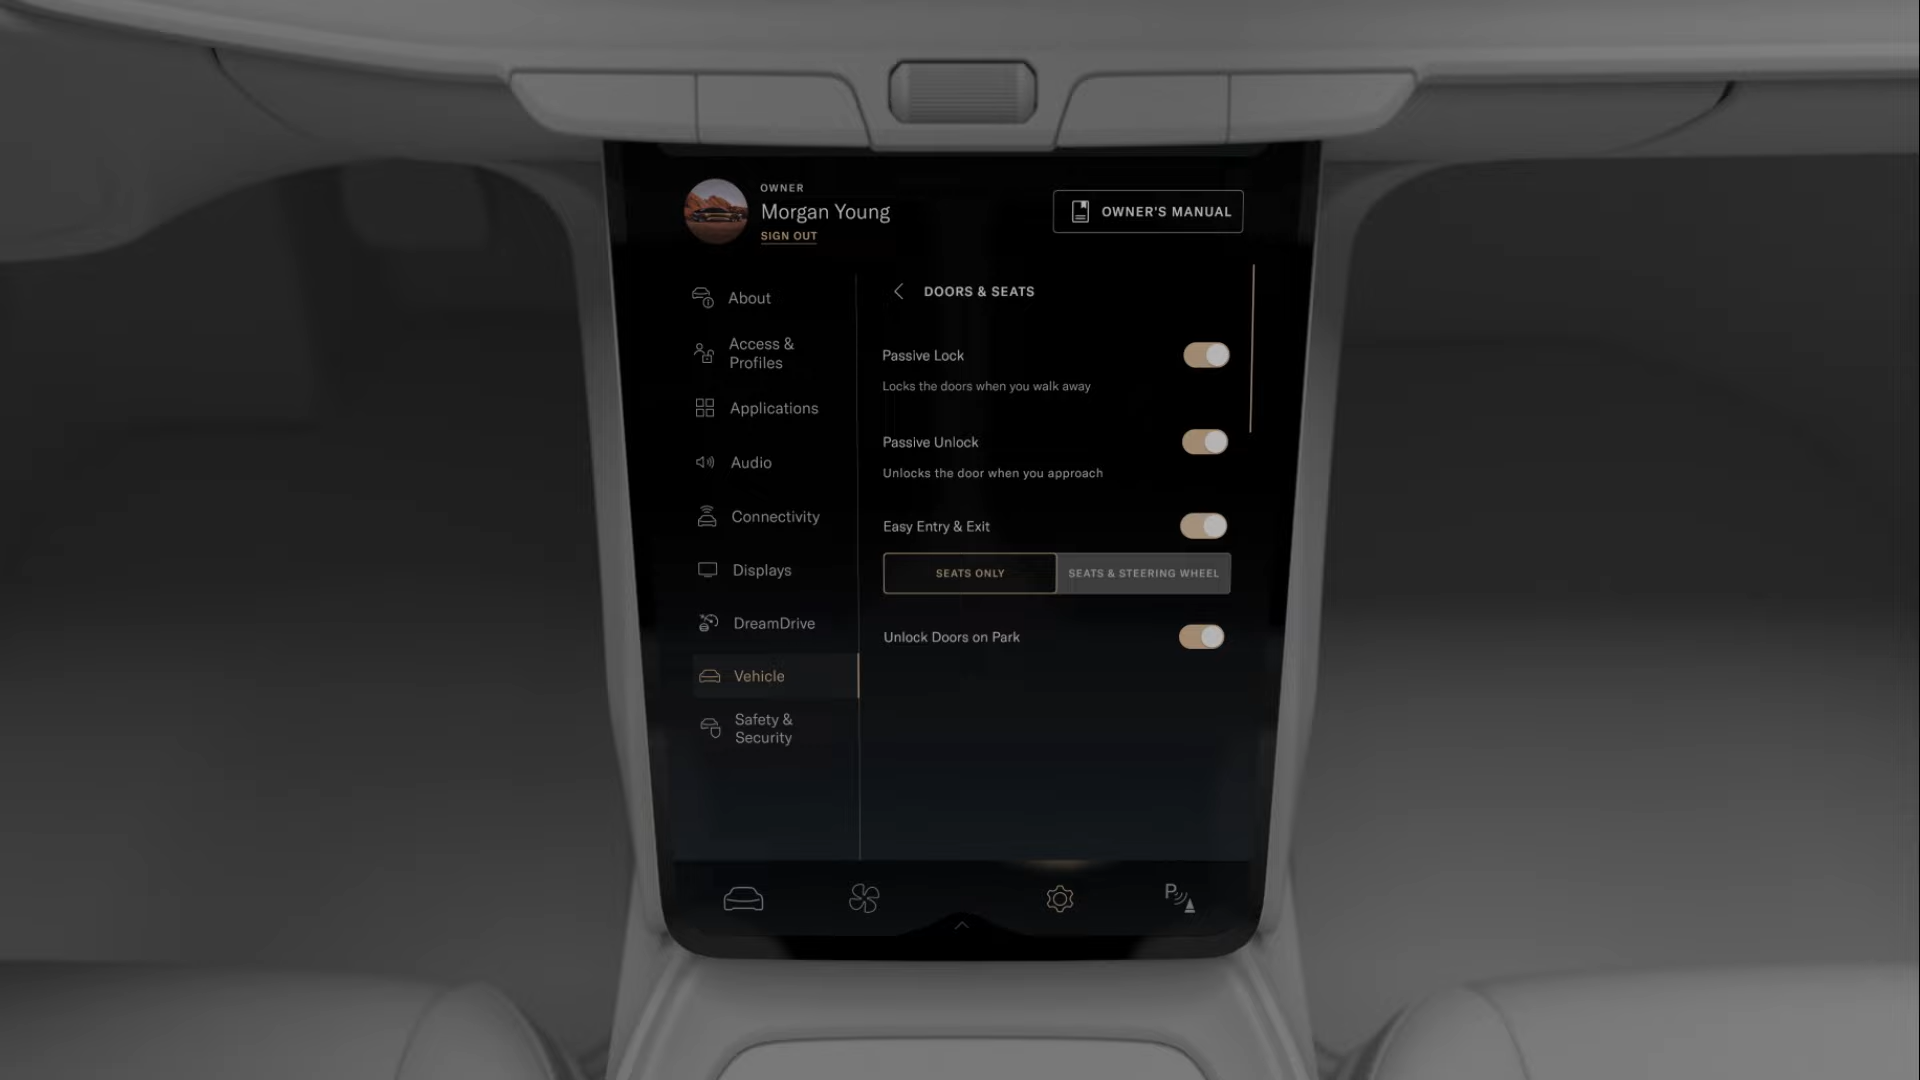 OWNER
Morgan Young
SIGN OUT
OWNER'S MANUAL
About
Access &
Profiles
Applications
Audio
Connectivity
Displays
DreamDrive
Vehicle
Safety &
Security
DOORS & SEATS
Passive Lock
Locks the doors when you walk away
Passive Unlock
Unlocks the door when you approach
Easy Entry & Exit
SEATS ONLY
SEATS & STEERING WHEEL
Unlock Doors on Park
P